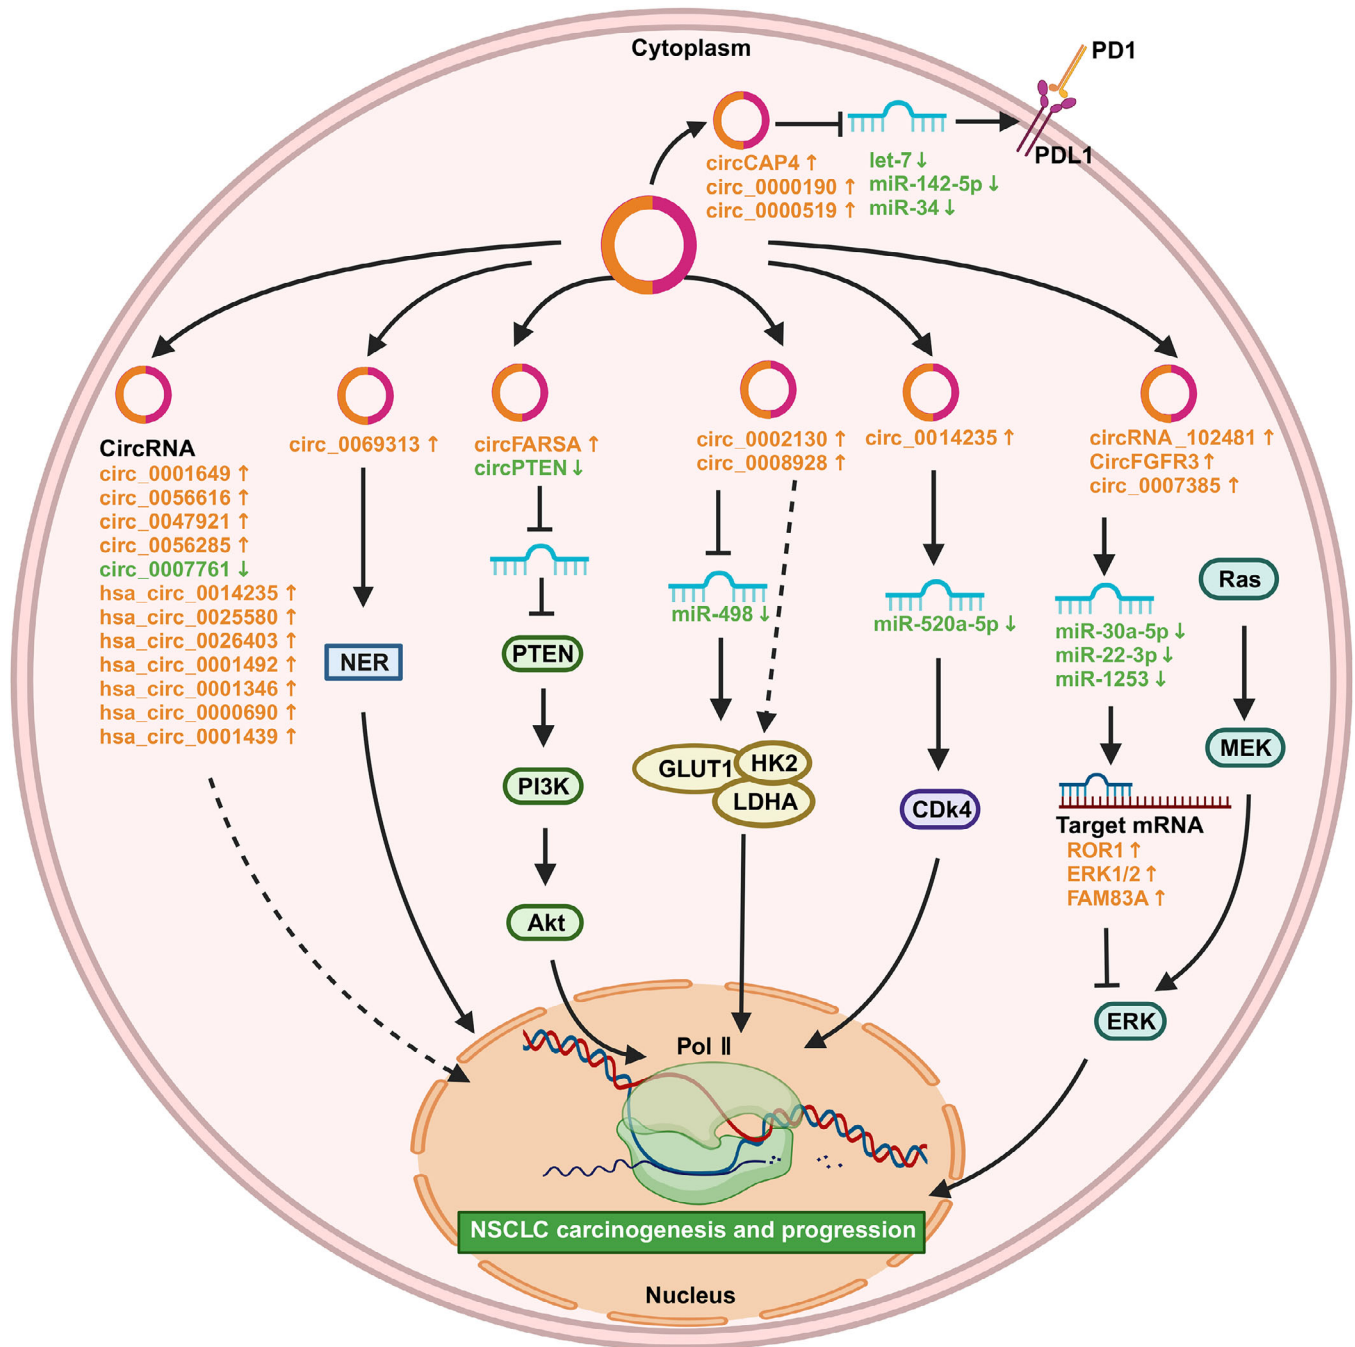 Cytoplasm
PD1
PDL1
circCAP4 ↑
circ_0000190 ↑
circ_0000519 ↑
let-7 ↓
miR-142-5p ↓
miR-34 ↓
CircRNA
circ_0001649 ↑
circ_0056616 ↑
circ_0047921 ↑
circ_0056285 ↑
circ_0007761 ↓
hsa_circ_0014235 ↑
hsa_circ_0025580 ↑
hsa_circ_0026403 ↑
hsa_circ_0001492 ↑
hsa_circ_0001346 ↑
hsa_circ_0000690 ↑
hsa_circ_0001439 ↑
circ_0069313 ↑
NER
circFARSA ↑
circPTEN ↓
PTEN
PI3K
Akt
circ_0002130 ↑
circ_0008928 ↑
miR-498 ↓
GLUT1
HK2
LDHA
circ_0014235 ↑
miR-520a-5p ↓
CDk4
circRNA_102481 ↑
CircFGFR3 ↑
circ_0007385 ↑
miR-30a-5p ↓
miR-22-3p ↓
miR-1253 ↓
Target mRNA
ROR1 ↑
ERK1/2 ↑
FAM83A ↑
Ras
MEK
ERK
Pol Ⅱ
NSCLC carcinogenesis and progression
Nucleus